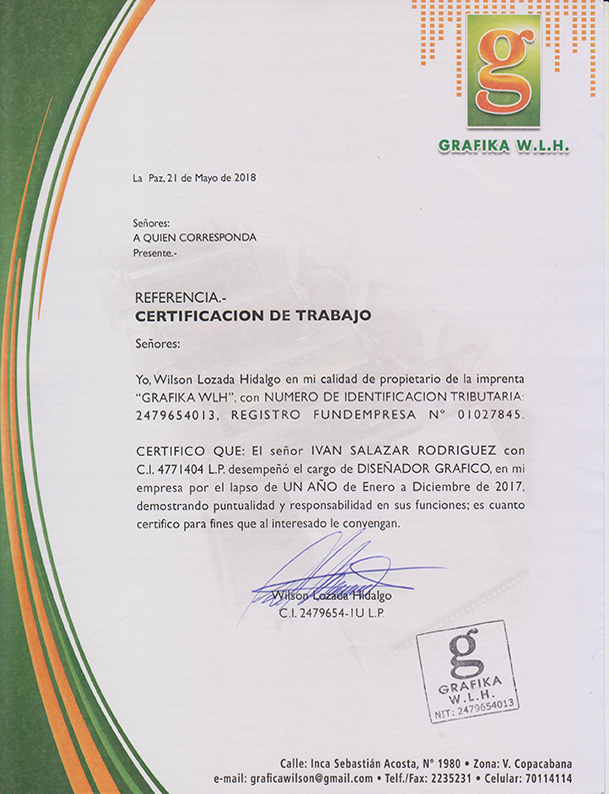 g
GRAFIKA W.L.H.
La Paz, 21 de Mayo de 2018
Señores:
A QUIEN CORRESPONDA
Presente.-
REFERENCIA.-
CERTIFICACION DE TRABAJO
Señores:
Yo, Wilson Lozada Hidalgo en mi calidad de propietario de la imprenta
“GRAFIKA WLH”, con NUMERO DE IDENTIFICACION TRIBUTARIA:
2479654013, REGISTRO FUNDEMPRESA Nº 01027845.
CERTIFICO QUE: El señor IVAN SALAZAR RODRIGUEZ con
C.I. 4771404 L.P. desempeñó el cargo de DISEÑADOR GRAFICO, en mi
empresa por el lapso de UN AÑO de Enero a Diciembre de 2017,
demostrando puntualidad y responsabilidad en sus funciones; es cuanto
certifico para fines que al interesado le convengan.
Wilson Lozada Hidalgo
C.I. 2479654-1U L.P.
g
GRAFIKA
W.L.H.
NIT: 2479654013
Calle: Inca Sebastián Acosta, Nº 1980 • Zona: V. Copacabana
e-mail: graficawilson@gmail.com • Telf./Fax: 2235231 • Celular: 70114114